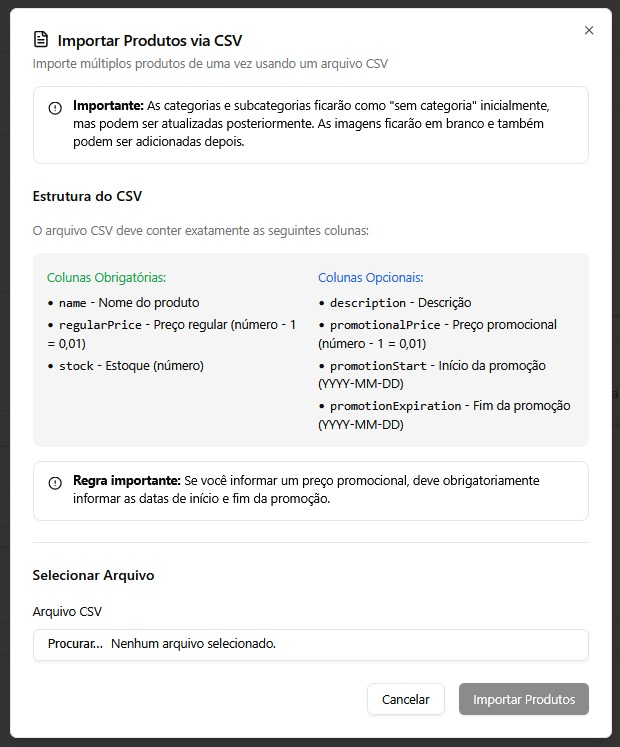 Importar Produtos via CSV
Importe múltiplos produtos de uma vez usando um arquivo CSV
Importante: As categorias e subcategorias ficarão como "sem categoria" inicialmente,
mas podem ser atualizadas posteriormente. As imagens ficarão em branco e também
podem ser adicionadas depois.
Estrutura do CSV
O arquivo CSV deve conter exatamente as seguintes colunas:
Colunas Obrigatórias:
• name - Nome do produto
• regularPrice - Preço regular (número - 1
= 0,01)
• stock - Estoque (número)
Colunas Opcionais:
• description - Descrição
• promotionalPrice - Preço promocional
(número - 1 = 0,01)
• promotionStart - Início da promoção
(YYYY-MM-DD)
• promotionExpiration - Fim da promoção
(YYYY-MM-DD)
Regra importante: Se você informar um preço promocional, deve obrigatoriamente
informar as datas de início e fim da promoção.
Selecionar Arquivo
Arquivo CSV
Procurar... Nenhum arquivo selecionado.
Cancelar
Importar Produtos